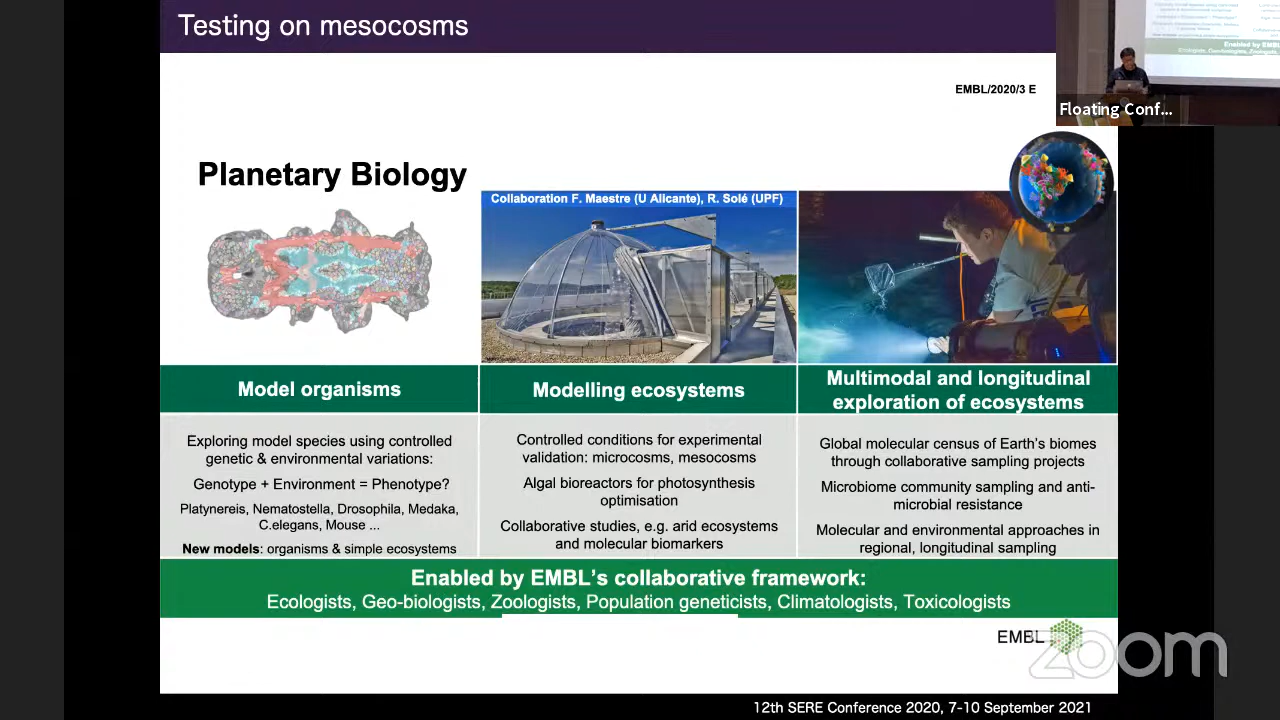 Testing on mesocosms
EMBL/2020/3 E
Floating Conf...
Planetary Biology
Collaboration F. Maestre (U Alicante), R. Solé (UPF)
Model organisms
Modelling ecosystems
Multimodal and longitudinal
exploration of ecosystems
Exploring model species using controlled
genetic & environmental variations:
Genotype + Environment = Phenotype?
Platynereis, Nematostella, Drosophila, Medaka,
C.elegans, Mouse ...
New models: organisms & simple ecosystems
Controlled conditions for experimental
validation: microcosms, mesocosms
Algal bioreactors for photosynthesis
optimisation
Collaborative studies, e.g. arid ecosystems
and molecular biomarkers
Global molecular census of Earth's biomes
through collaborative sampling projects
Microbiome community sampling and anti-
microbial resistance
Molecular and environmental approaches in
regional, longitudinal sampling
Enabled by EMBL's collaborative framework:
Ecologists, Geo-biologists, Zoologists, Population geneticists, Climatologists, Toxicologists
EMBL
zoom
12th SERE Conference 2020, 7-10 September 2021